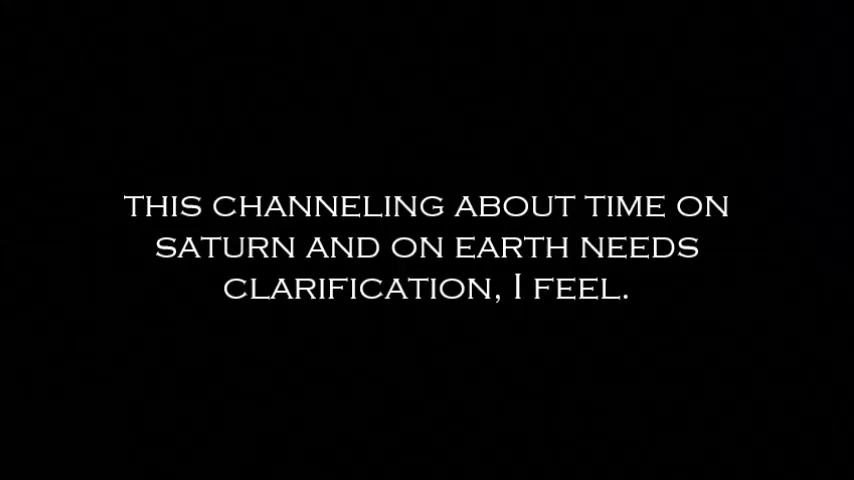 THIS CHANNELING ABOUT TIME ON
SATURN AND ON EARTH NEEDS
CLARIFICATION, I FEEL.